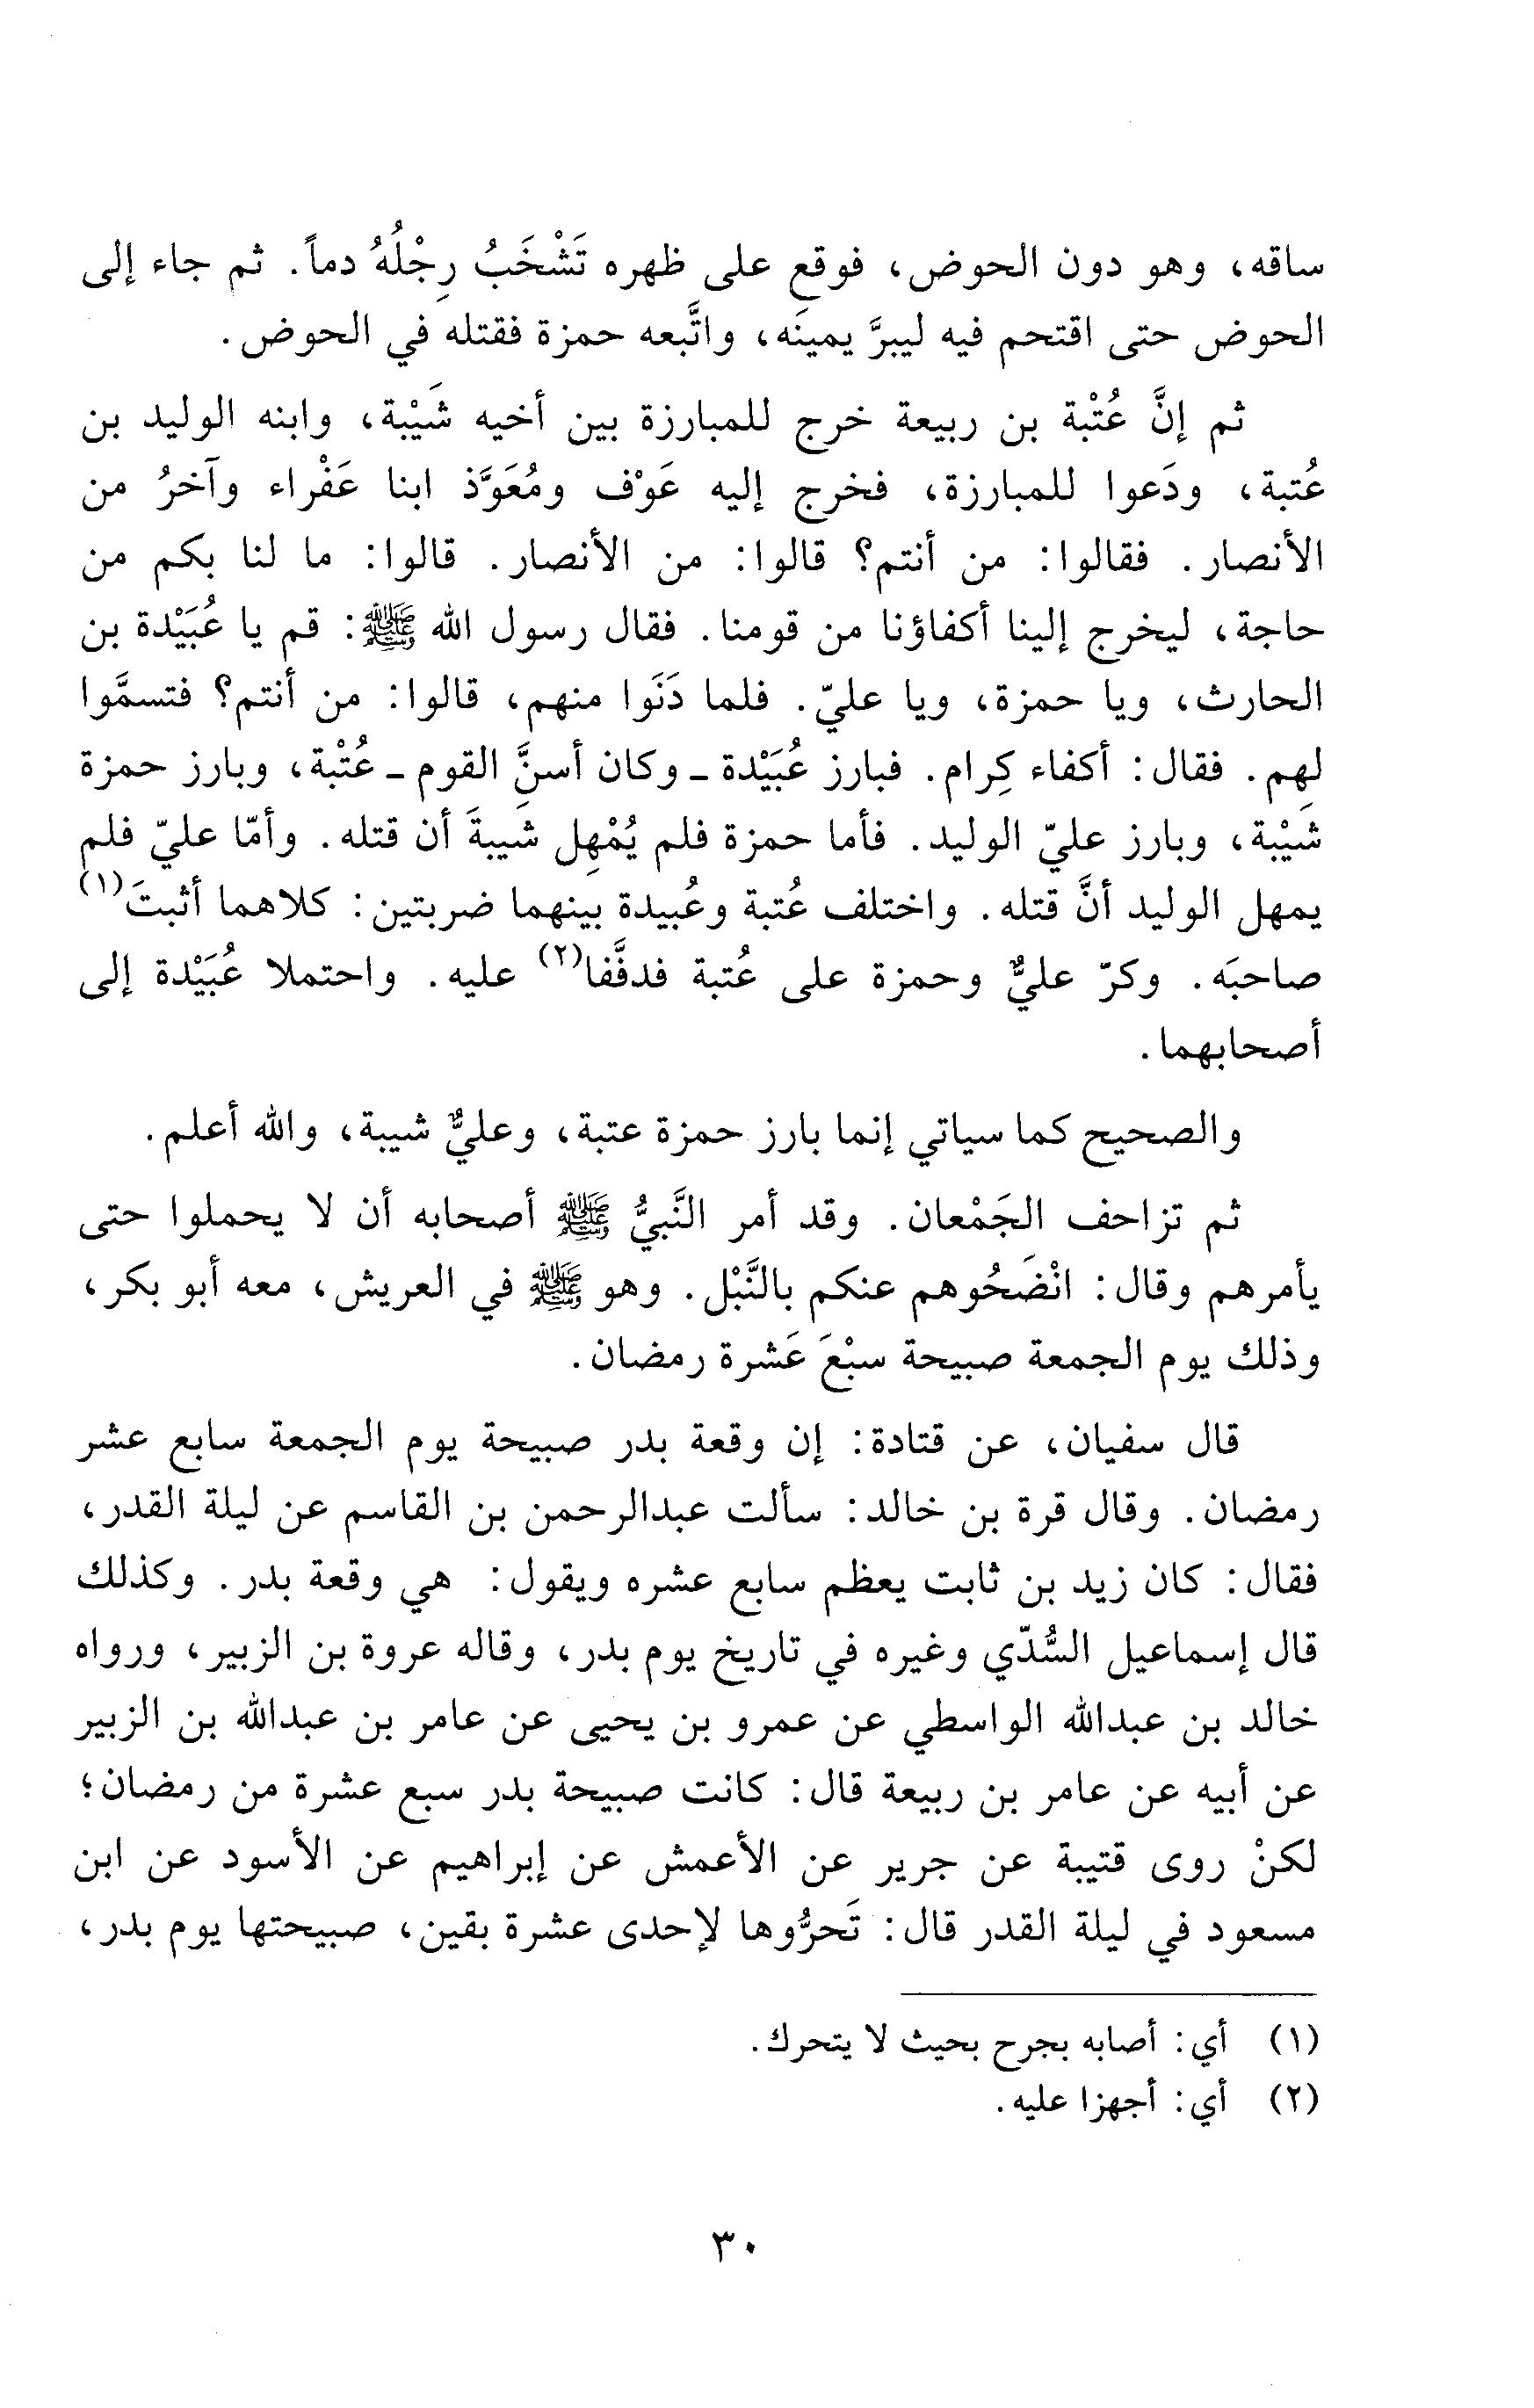 ساقه، وهو دون الحوض، فوقع على ظهره تَشْخَبُ رِجْلُهُ دماً. ثم جاء إلى
الحوض حتى اقتحم فيه ليبرَّ يمينَه، واتَّبعه حمزة فقتله في الحوض.
ثم إنَّ عُتْبة بن ربيعة خرج للمبارزة بين أخيه شَيْبة، وابنه الوليد بن
عُتبة، ودَعوا للمبارزة، فخرج إليه عَوْف ومُعَوَّذ ابنا عَفْراء وآخرُ من
الأنصار. فقالوا: من أنتم؟ قالوا: من الأنصار. قالوا: ما لنا بكم من
حاجة، ليخرج إلينا أكفاؤنا من قومنا. فقال رسول الله ﷺ: قم يا عُبَيْدة بن
الحارث، ويا حمزة، ويا عليّ. فلما دَنَوا منهم، قالوا: من أنتم؟ فتسمَّوا
لهم. فقال: أكفاء كِرام. فبارز عُبَيْدة ـ وكان أسنَّ القوم ـ عُتْبة، وبارز حمزة
شَيْبة، وبارز عليّ الوليد. فأما حمزة فلم يُمْهِل شَيبةَ أن قتله. وأمّا عليّ فلم
يمهل الوليد أنَّ قتله. واختلف عُتبة وعُبيدة بينهما ضربتين: كلاهما أثبتَ(١)
صاحبَه. وكرّ عليٌّ وحمزة على عُتبة فدفَّفا(٢) عليه. واحتملا عُبَيْدة إلى
أصحابهما.
والصحيح كما سياتي إنما بارز حمزة عتبة، وعليٌّ شيبة، والله أعلم.
ثم تزاحف الجَمْعان. وقد أمر النَّبيُّ ﷺ أصحابه أن لا يحملوا حتى
يأمرهم وقال: انْضَحُوهم عنكم بالنَّبْل. وهو ﷺ في العريش، معه أبو بكر،
وذلك يوم الجمعة صبيحة سبْعَ عَشرة رمضان.
قال سفيان، عن قتادة: إن وقعة بدر صبيحة يوم الجمعة سابع عشر
رمضان. وقال قرة بن خالد: سألت عبدالرحمن بن القاسم عن ليلة القدر،
فقال: كان زيد بن ثابت يعظم سابع عشره ويقول: هي وقعة بدر. وكذلك
قال إسماعيل السُّدّي وغيره في تاريخ يوم بدر، وقاله عروة بن الزبير، ورواه
خالد بن عبدالله الواسطي عن عمرو بن يحيى عن عامر بن عبدالله بن الزبير
عن أبيه عن عامر بن ربيعة قال: كانت صبيحة بدر سبع عشرة من رمضان؛
لكنْ روى قتيبة عن جرير عن الأعمش عن إبراهيم عن الأسود عن ابن
مسعود في ليلة القدر قال: تَحرُّوها لإحدى عشرة بقين، صبيحتها يوم بدر،
(١) أي: أصابه بجرح بحيث لا يتحرك.
(٢) أي: أجهزا عليه.
٣٠